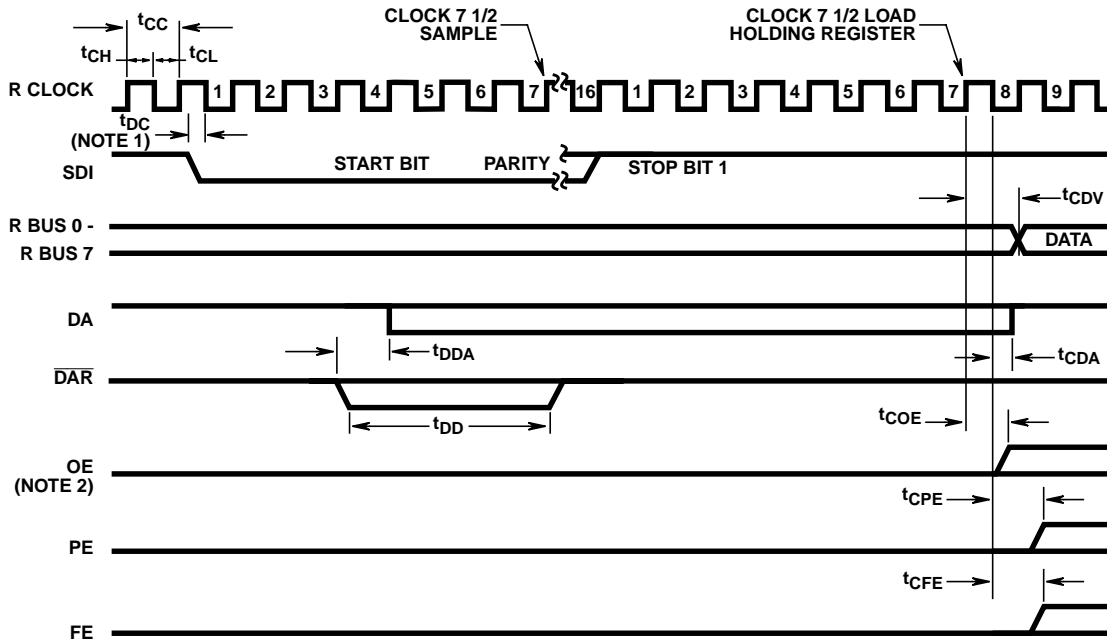 tCC
CLOCK 7 1/2
SAMPLE
CLOCK 7 1/2 LOAD
HOLDING REGISTER
tCH
tCL
R CLOCK
1 2 3 4 5 6 7 16 1 2 3 4 5 6 7 8 9
tDC
(NOTE 1)
SDI
START BIT PARITY STOP BIT 1
tCDV
R BUS 0 -
R BUS 7
DATA
DA
tDDA
tCDA
DAR
tDD
tCOE
OE
(NOTE 2)
tCPE
PE
tCFE
FE